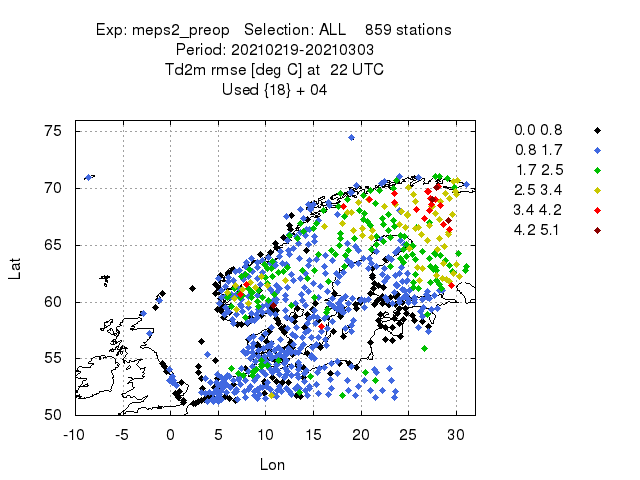 Exp: meps2_preop   Selection: ALL    859 stations
Period: 20210219-20210303
Td2m rmse [deg C] at  22 UTC
Used {18} + 04
75
70
65
60
55
50
Lat
-10 -5 0 5 10 15 20 25 30
Lon
0.0 0.8
0.8 1.7
1.7 2.5
2.5 3.4
3.4 4.2
4.2 5.1